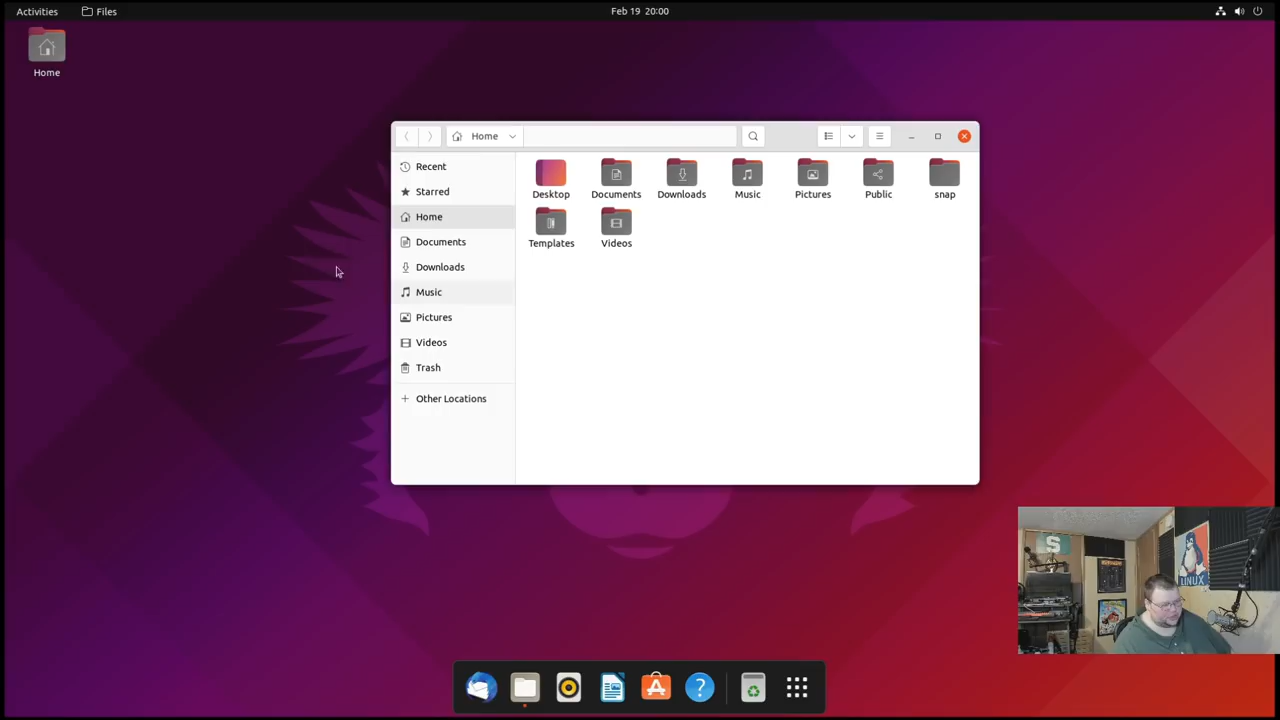 Activities
Files
Feb 19 20:00
Home
Home
Recent
Starred
Home
Documents
Downloads
Music
Pictures
Videos
Trash
Other Locations
Desktop
Documents
Downloads
Music
Pictures
Public
snap
Templates
Videos
S
LINUX